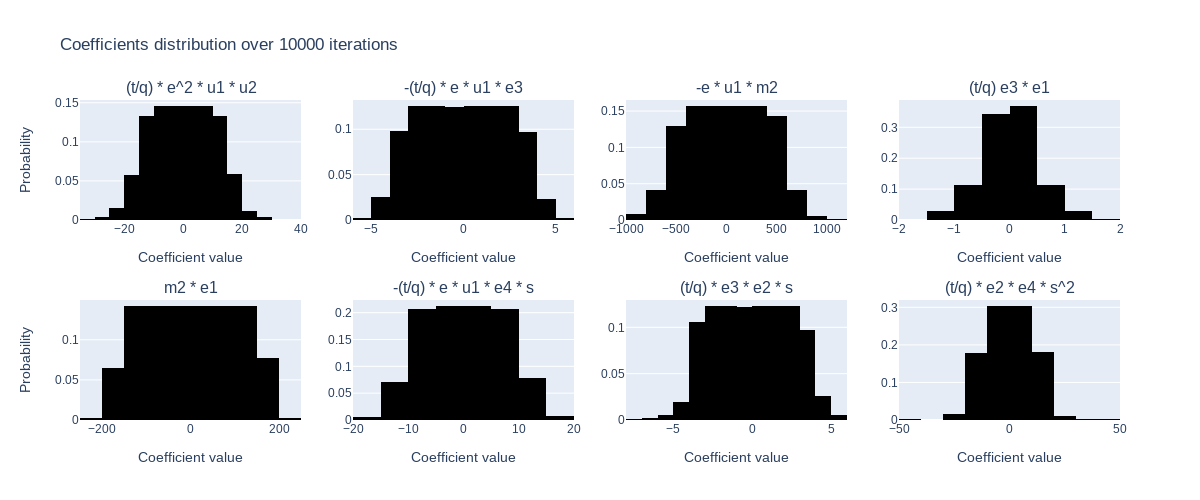 Coefficients distribution over 10000 iterations
(t/q) * e^2 * u1 * u2
-(t/q) * e * u1 * e3
-e * u1 * m2
(t/q) e3 * e1
0.15
0.1
0.05
0
0.1
0.05
0
0.15
0.1
0.05
0
0.3
0.2
0.1
0
Probability
−20 0 20 40
−5 0 5
−1000 −500 0 500 1000
−2 −1 0 1 2
Coefficient value
Coefficient value
Coefficient value
Coefficient value
m2 * e1
-(t/q) * e * u1 * e4 * s
(t/q) * e3 * e2 * s
(t/q) * e2 * e4 * s^2
0.1
0.05
0
0.2
0.15
0.1
0.05
0
0.1
0.05
0
0.3
0.2
0.1
0
Probability
−200 0 200
−20 −10 0 10 20
−5 0 5
−50 0 50
Coefficient value
Coefficient value
Coefficient value
Coefficient value